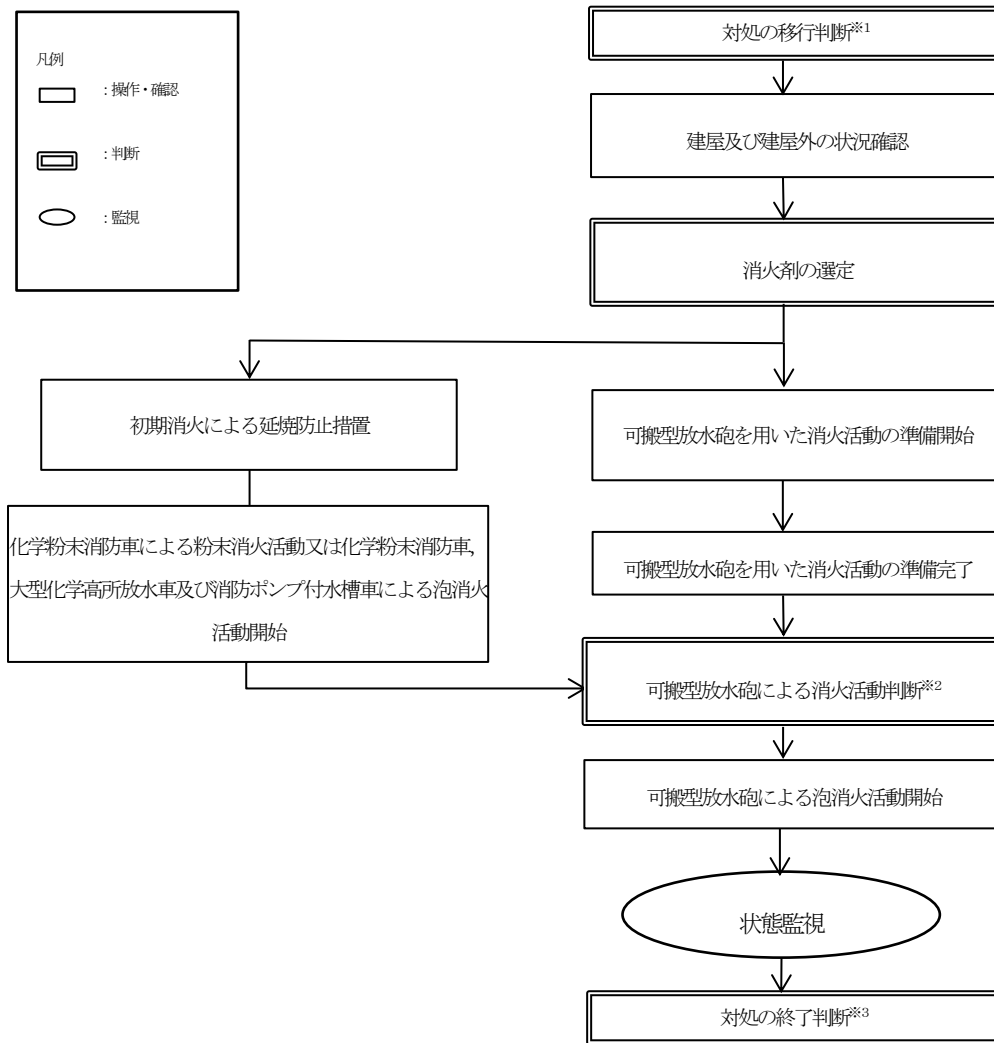 凡例
：操作・確認
：判断
：監視
対処の移行判断※1
建屋及び建屋外の状況確認
消火剤の選定
初期消火による延焼防止措置
化学粉末消防車による粉末消火活動又は化学粉末消防車，
大型化学高所放水車及び消防ポンプ付水槽車による泡消火
活動開始
可搬型放水砲を用いた消火活動の準備開始
可搬型放水砲を用いた消火活動の準備完了
可搬型放水砲による消火活動判断※2
可搬型放水砲による泡消火活動開始
状態監視
対処の終了判断※3